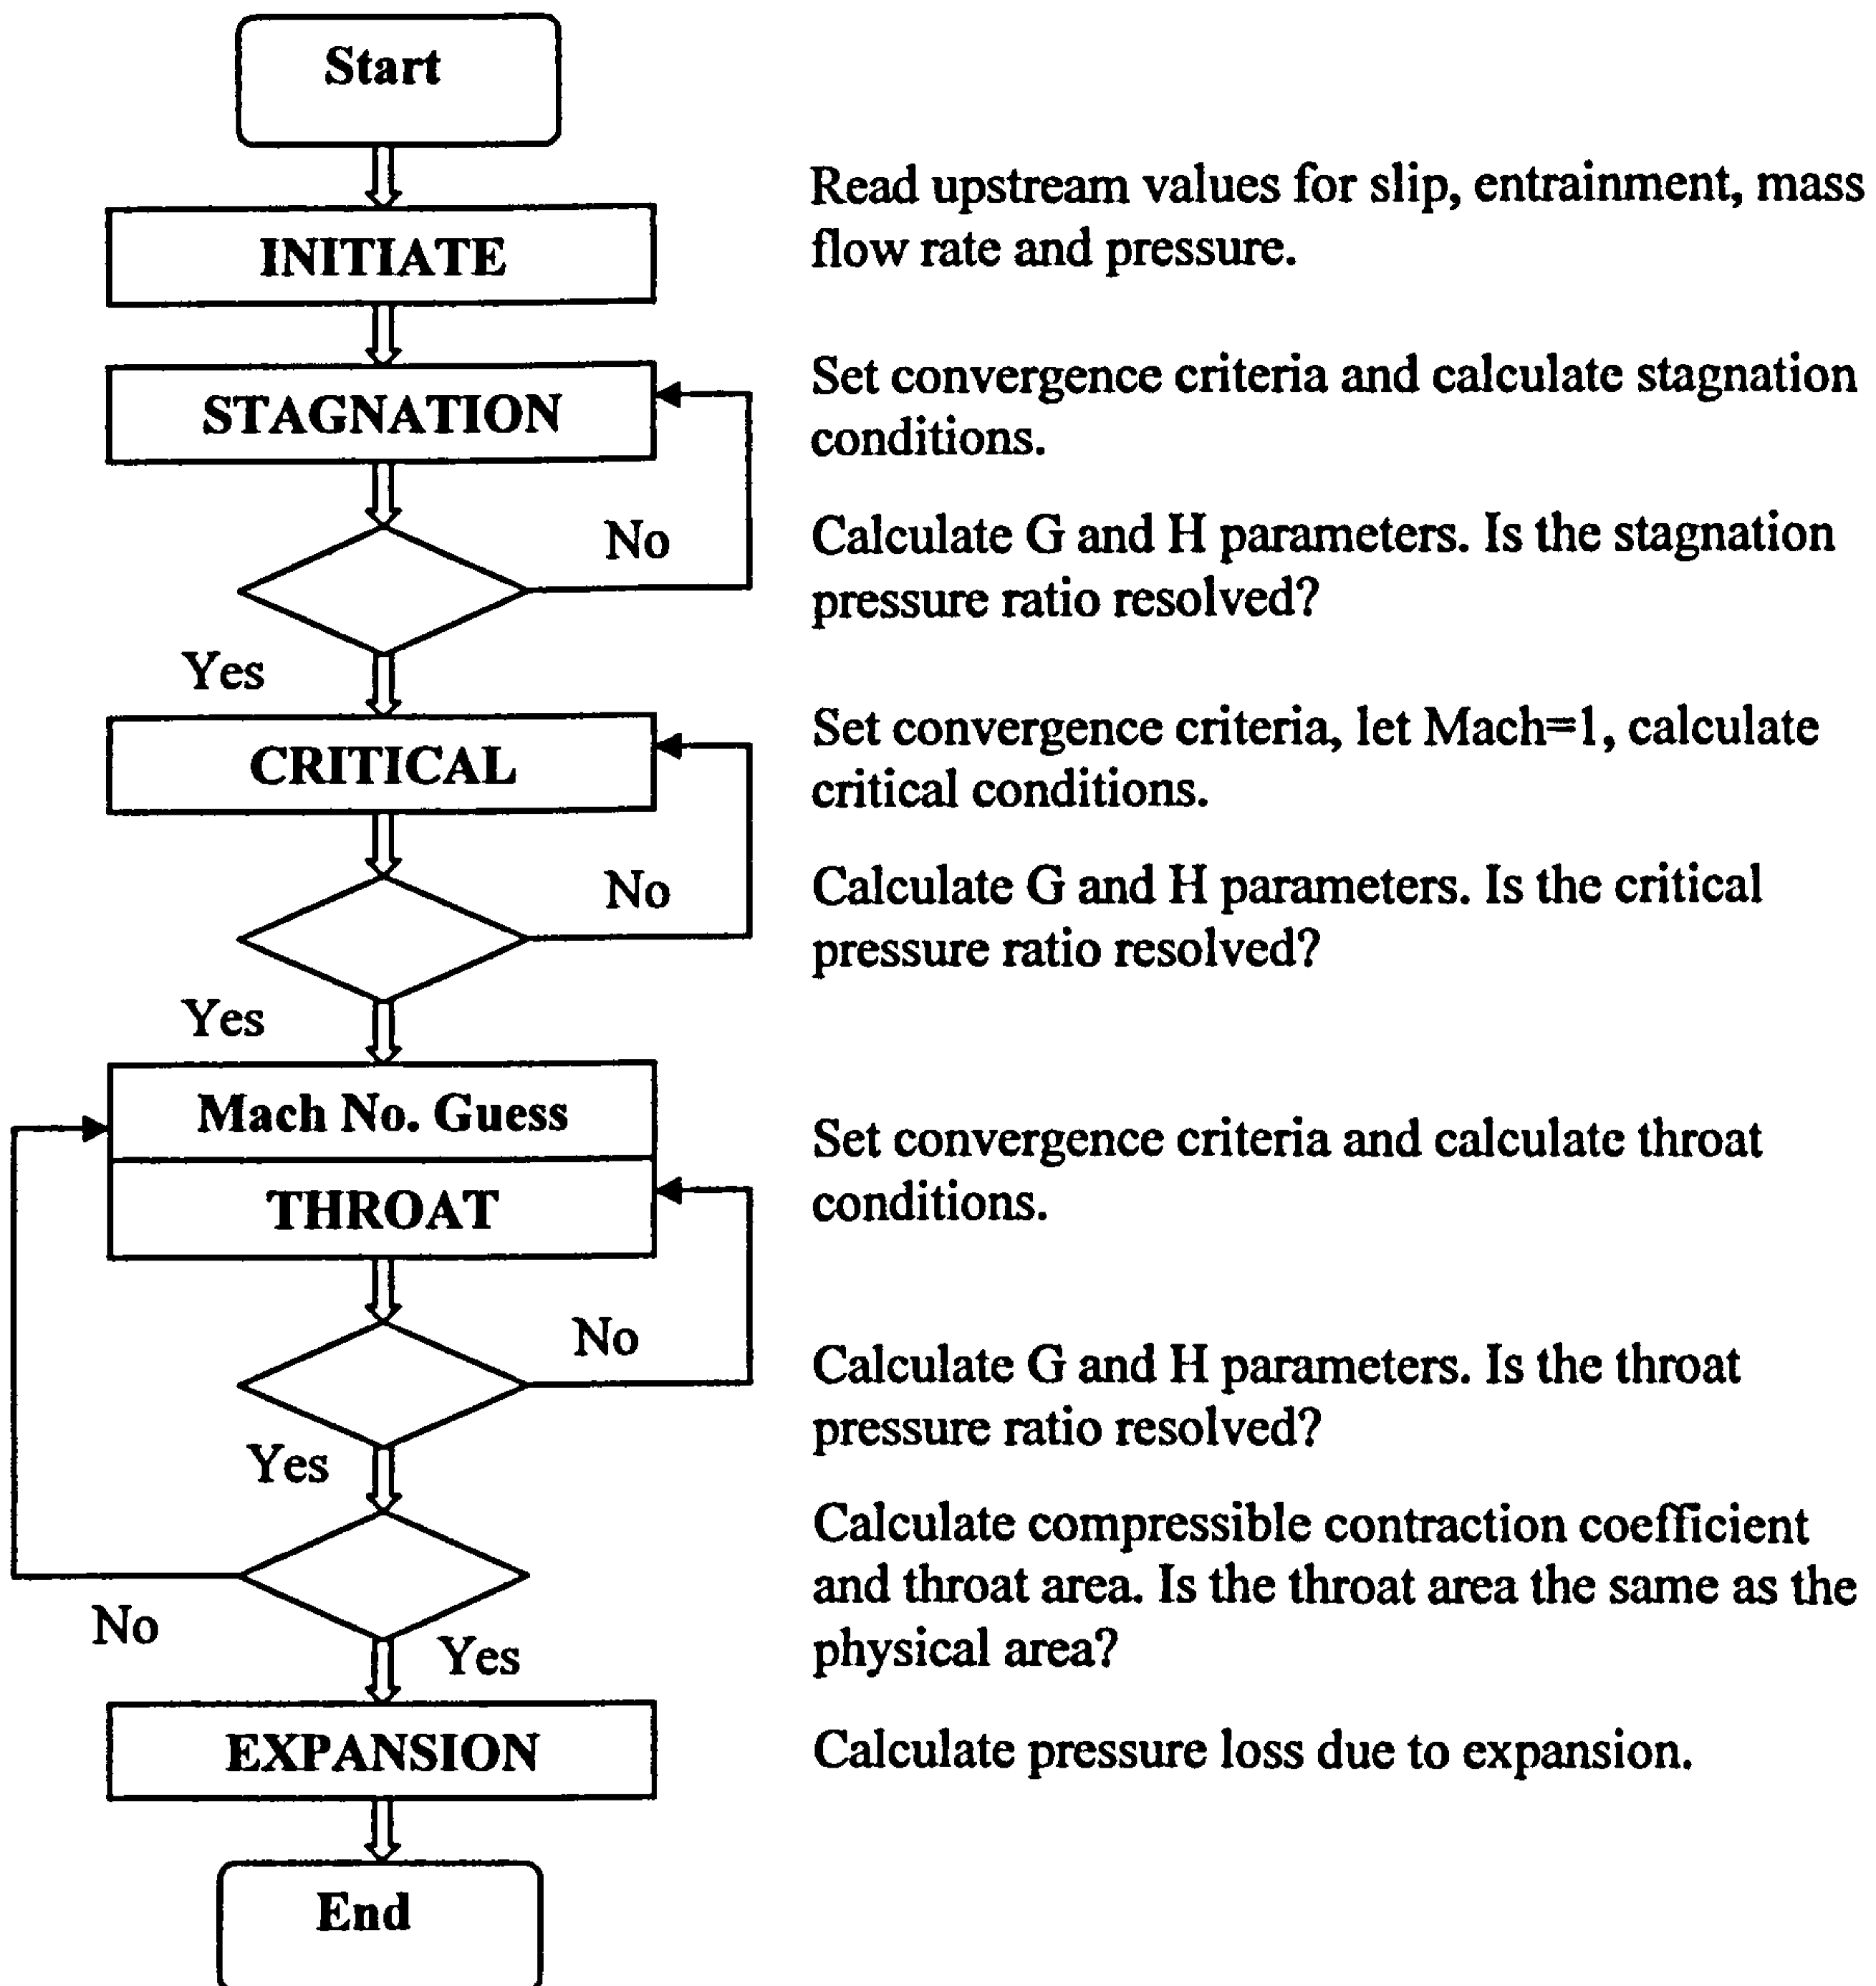 Start
INITIATE
Read upstream values for slip, entrainment, mass
flow rate and pressure.
STAGNATION
Set convergence criteria and calculate stagnation
conditions.
No
Calculate G and H parameters. Is the stagnation
pressure ratio resolved?
Yes
CRITICAL
Set convergence criteria, let Mach=1, calculate
critical conditions.
No
Calculate G and H parameters. Is the critical
pressure ratio resolved?
Yes
Mach No. Guess
THROAT
Set convergence criteria and calculate throat
conditions.
No
Calculate G and H parameters. Is the throat
pressure ratio resolved?
Yes
Calculate compressible contraction coefficient
and throat area. Is the throat area the same as the
physical area?
No
Yes
EXPANSION
Calculate pressure loss due to expansion.
End